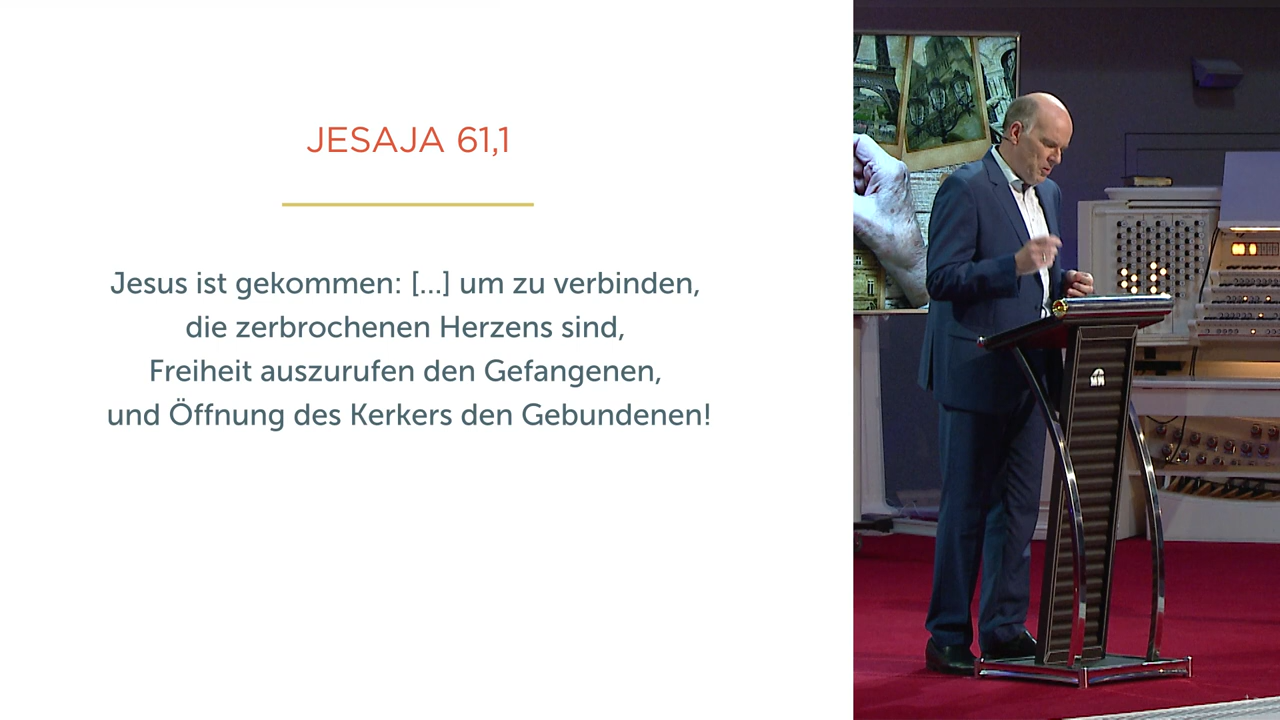 JESAJA 61,1
Jesus ist gekommen: [...] um zu verbinden,
die zerbrochenen Herzens sind,
Freiheit auszurufen den Gefangenen,
und Öffnung des Kerkers den Gebundenen!